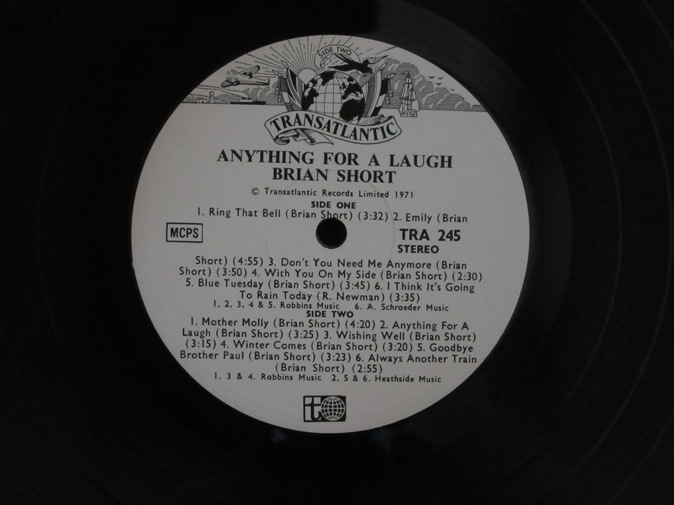 SIDE TWO
TRANSATLANTIC
ANYTHING FOR A LAUGH
BRIAN SHORT
© Transatlantic Records Limited 1971
SIDE ONE
1. Ring That Bell (Brian Short) (3:32) 2. Emily (Brian
MCPS
TRA 245
STEREO
Short) (4:55) 3. Don't You Need Me Anymore (Brian
Short) (3:50) 4. With You On My Side (Brian Short) (2:30)
5. Blue Tuesday (Brian Short) (3:45) 6. I Think It's Going
To Rain Today (R. Newman) (3:35)
1, 2, 3, 4 & 5. Robbins Music 6. A. Schroeder Music
SIDE TWO
1. Mother Molly (Brian Short) (4:20) 2. Anything For A
Laugh (Brian Short) (3:25) 3. Wishing Well (Brian Short)
(3:15) 4. Winter Comes (Brian Short) (3:20) 5. Goodbye
Brother Paul (Brian Short) (3:23) 6. Always Another Train
(Brian Short) (2:55)
1, 3 & 4. Robbins Music 2, 5 & 6. Heathside Music
t